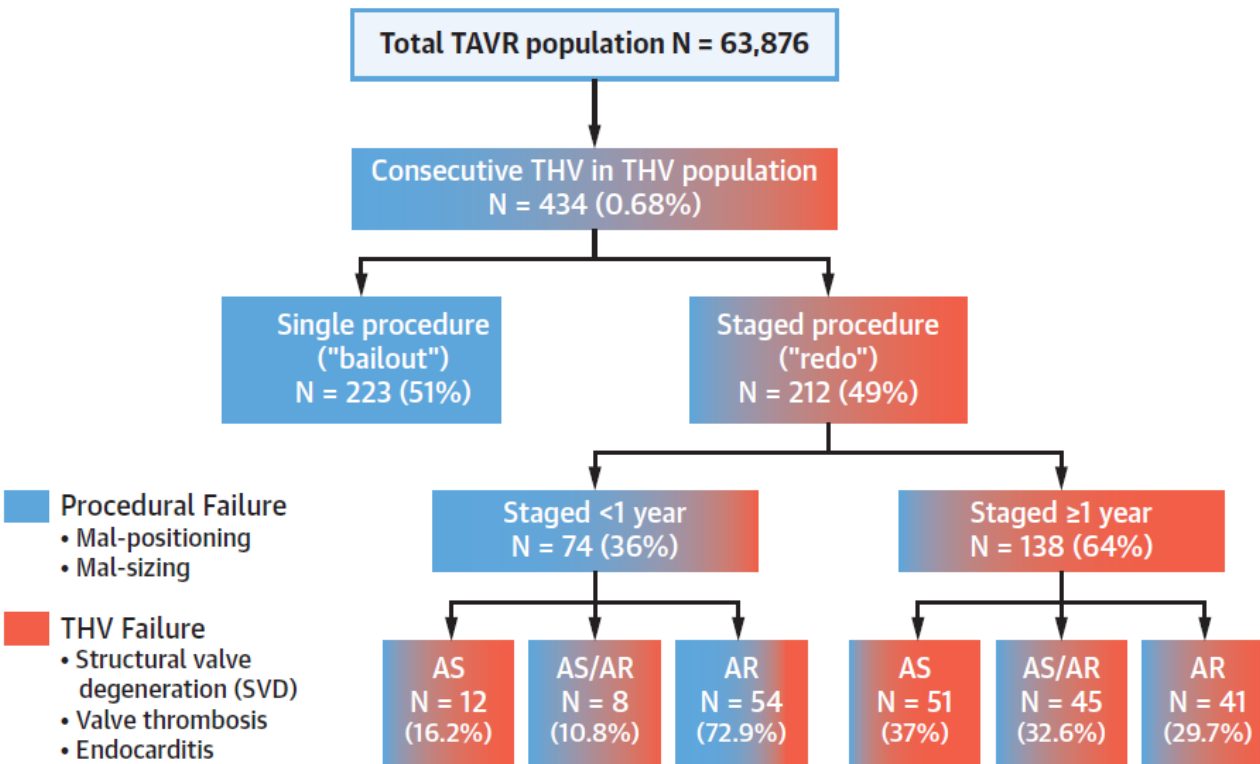 Total TAVR population N = 63,876
Consecutive THV in THV population
N = 434 (0.68%)
Single procedure
("bailout")
N = 223 (51%)
Staged procedure
("redo")
N = 212 (49%)
Staged <1 year
N = 74 (36%)
Staged ≥1 year
N = 138 (64%)
AS
N = 12
(16.2%)
AS/AR
N = 8
(10.8%)
AR
N = 54
(72.9%)
AS
N = 51
(37%)
AS/AR
N = 45
(32.6%)
AR
N = 41
(29.7%)
Procedural Failure
• Mal-positioning
• Mal-sizing
THV Failure
• Structural valve
degeneration (SVD)
• Valve thrombosis
• Endocarditis